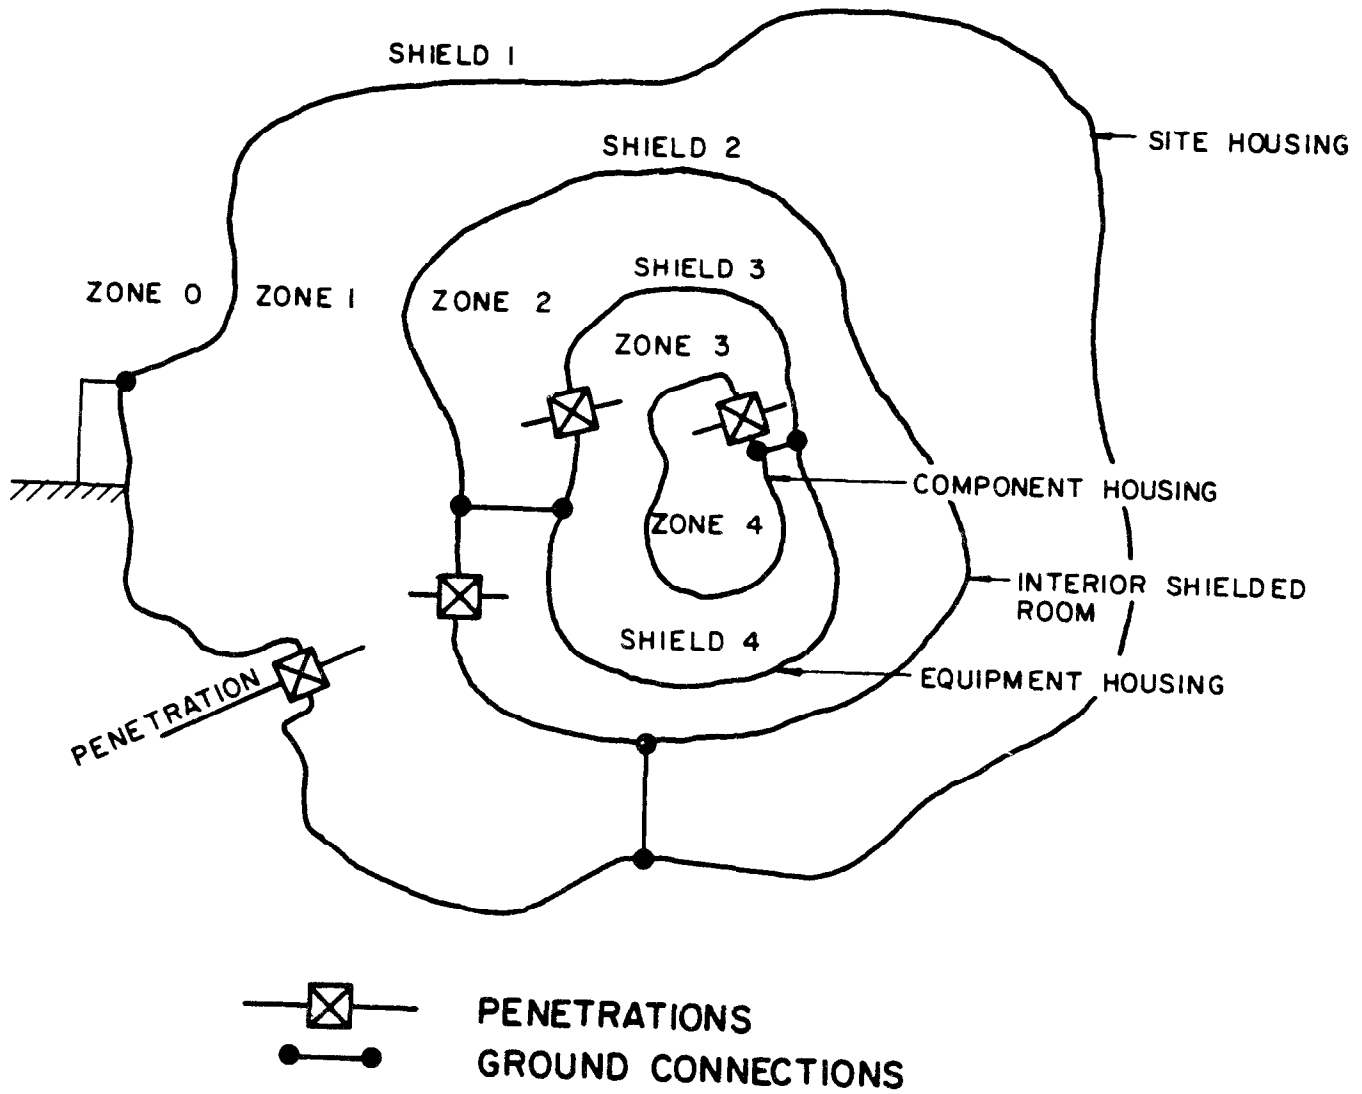 SHIELD 1
SITE HOUSING
SHIELD 2
SHIELD 3
ZONE 0
ZONE 1
ZONE 2
ZONE 3
COMPONENT HOUSING
ZONE 4
INTERIOR SHIELDED
ROOM
SHIELD 4
EQUIPMENT HOUSING
PENETRATION
PENETRATIONS
GROUND CONNECTIONS